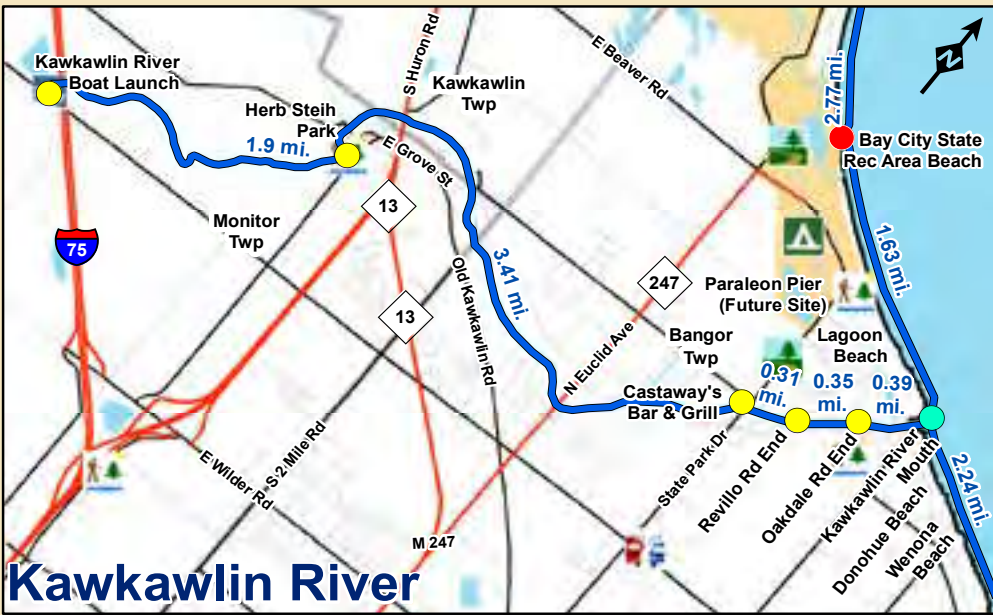 Kawkawlin River
Boat Launch
Herb Steih
Park
1.9 mi.
S Huron Rd
Kawkawlin
Twp
E Beaver Rd
2.77 mi.
N
Bay City State
Rec Area Beach
E Grove St
13
Monitor
Twp
75
Old Kawkawlin Rd
3.41 mi.
13
247
1.63 mi.
Paraleon Pier
(Future Site)
Bangor
Twp
Lagoon
Beach
N Euclid Ave
0.31
mi.
0.35
mi.
0.39
mi.
Castaway's
Bar & Grill
S 2 Mile Rd
E Wilder Rd
State Park Dr
Revillo Rd End
Oakdale Rd End
Kawkawlin River
Mouth
Donohue Beach
Wenona
Beach
2.24 mi.
M 247
Kawkawlin River